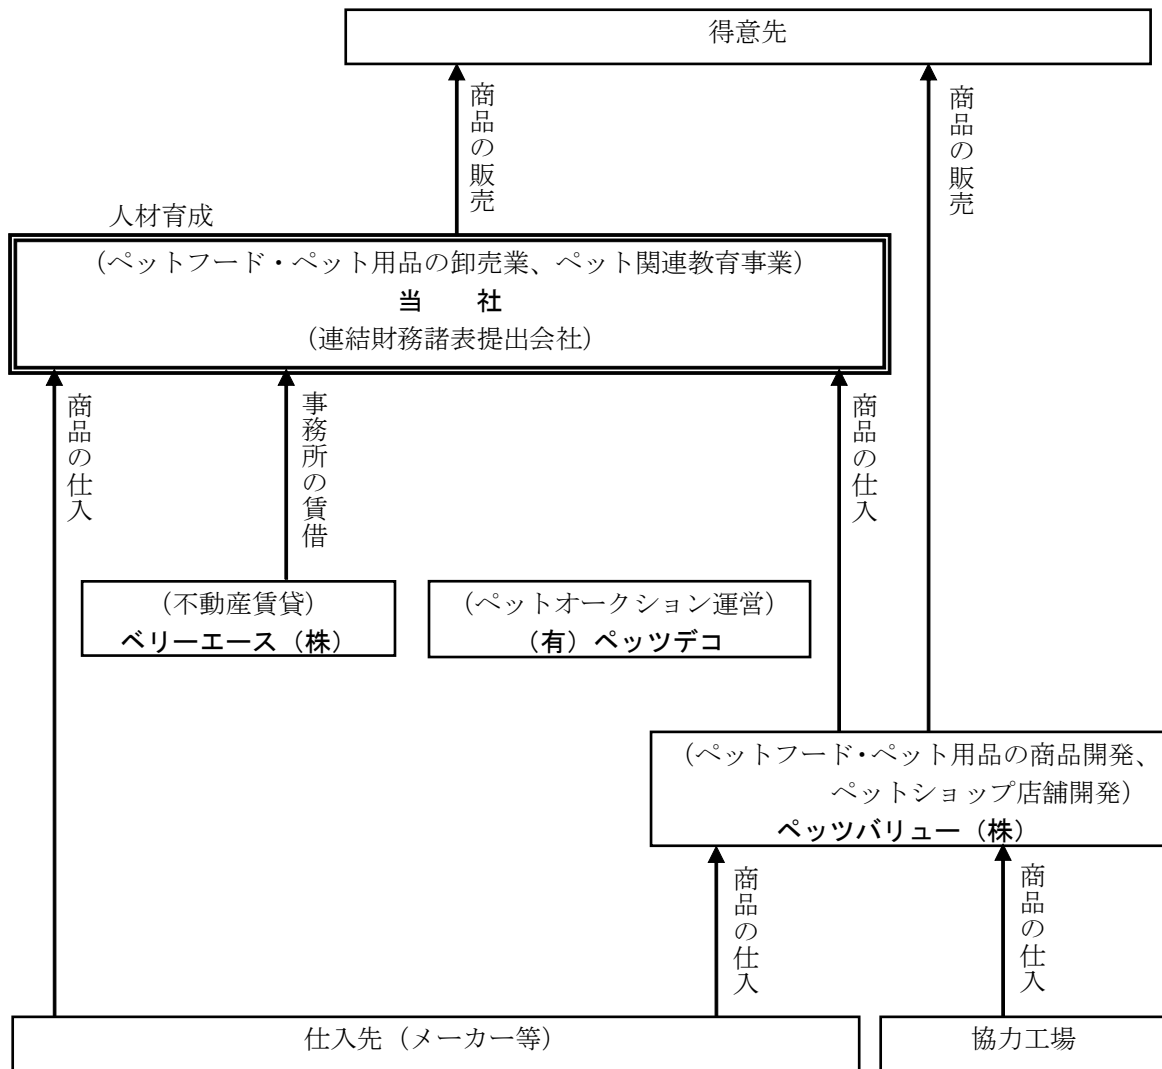 得意先
商品の販売
商品の販売
人材育成
（ペットフード・ペット用品の卸売業、ペット関連教育事業）
当　　社
（連結財務諸表提出会社）
商品の仕入
事務所の賃借
商品の仕入
（不動産賃貸）
ベリーエース（株）
（ペットオークション運営）
（有）ペッツデコ
（ペットフード・ペット用品の商品開発、
ペットショップ店舗開発）
ペッツバリュー（株）
商品の仕入
商品の仕入
仕入先（メーカー等）
協力工場